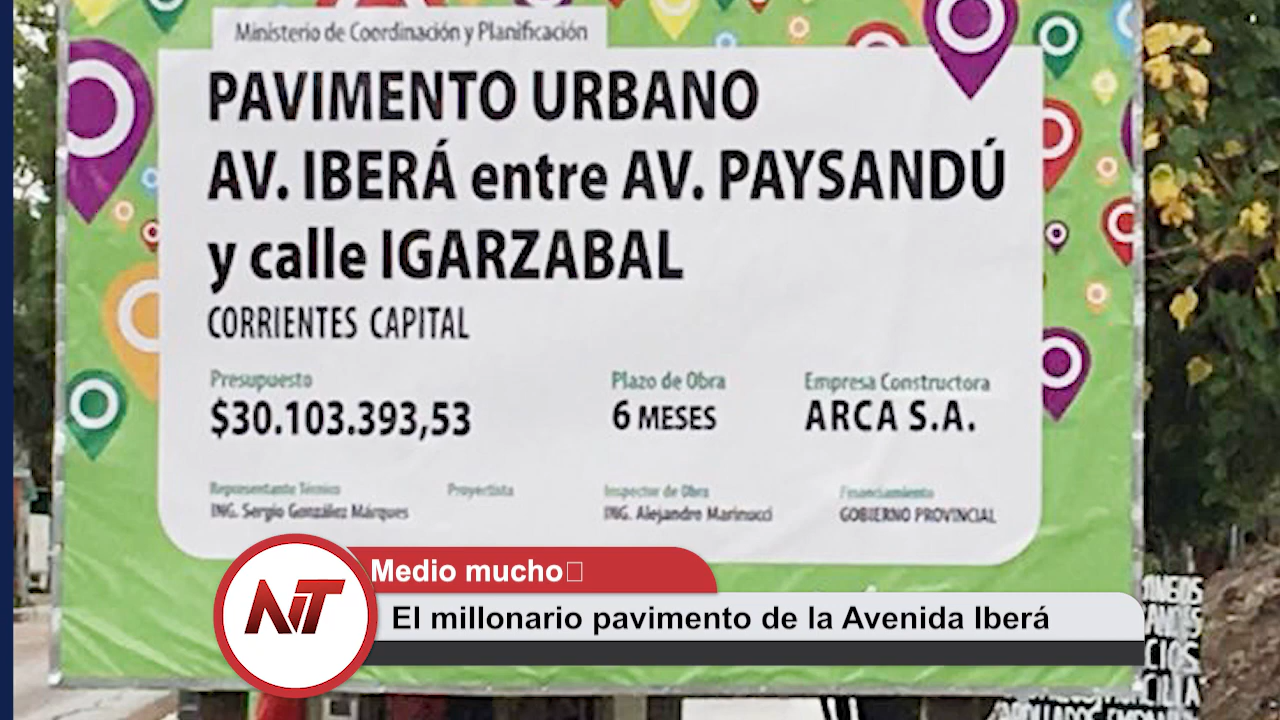 Ministerio de Coordinación y Planificación
PAVIMENTO URBANO
AV. IBERÁ entre AV. PAYSANDÚ
y calle IGARZABAL
CORRIENTES CAPITAL
Presupuesto
$30.103.393,53
Plazo de Obra
6 MESES
Empresa Constructora
ARCA S.A.
Representante Técnico
ING. Sergio González Márques
Proyectista
Inspector de Obra
ING. Alejandro Marinucci
Financiamiento
GOBIERNO PROVINCIAL
NT
Medio mucho
El millonario pavimento de la Avenida Iberá